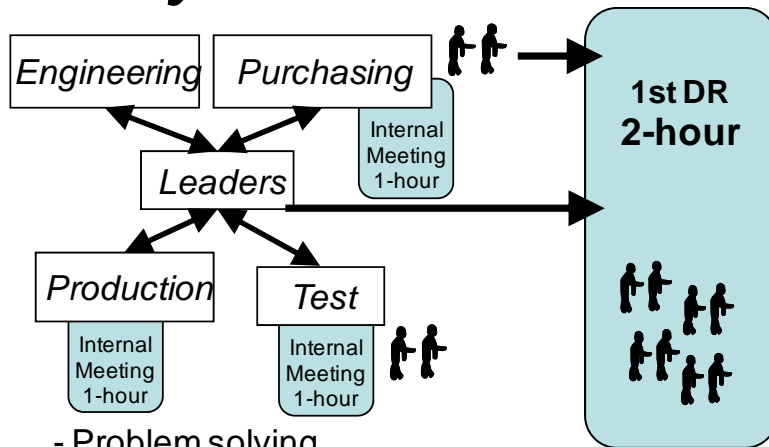 Engineering
Purchasing
Internal
Meeting
1-hour
1st DR
2-hour
Leaders
Production
Internal
Meeting
1-hour
Test
Internal
Meeting
1-hour
- Problem solving